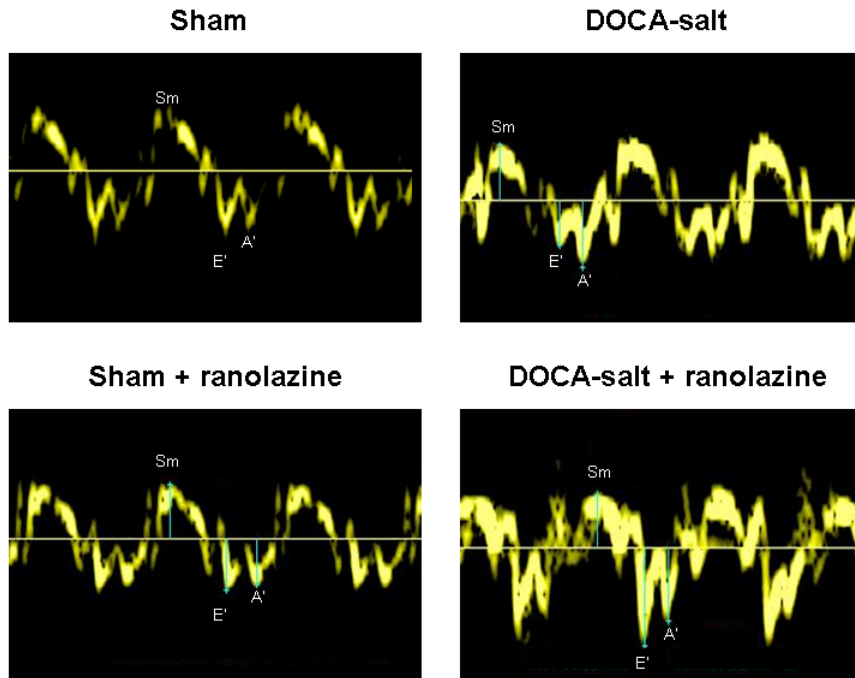 Sham
DOCA-salt
Sm
A'
E'
Sm
E'
A'
Sham + ranolazine
DOCA-salt + ranolazine
Sm
E'
A'
Sm
A'
E'